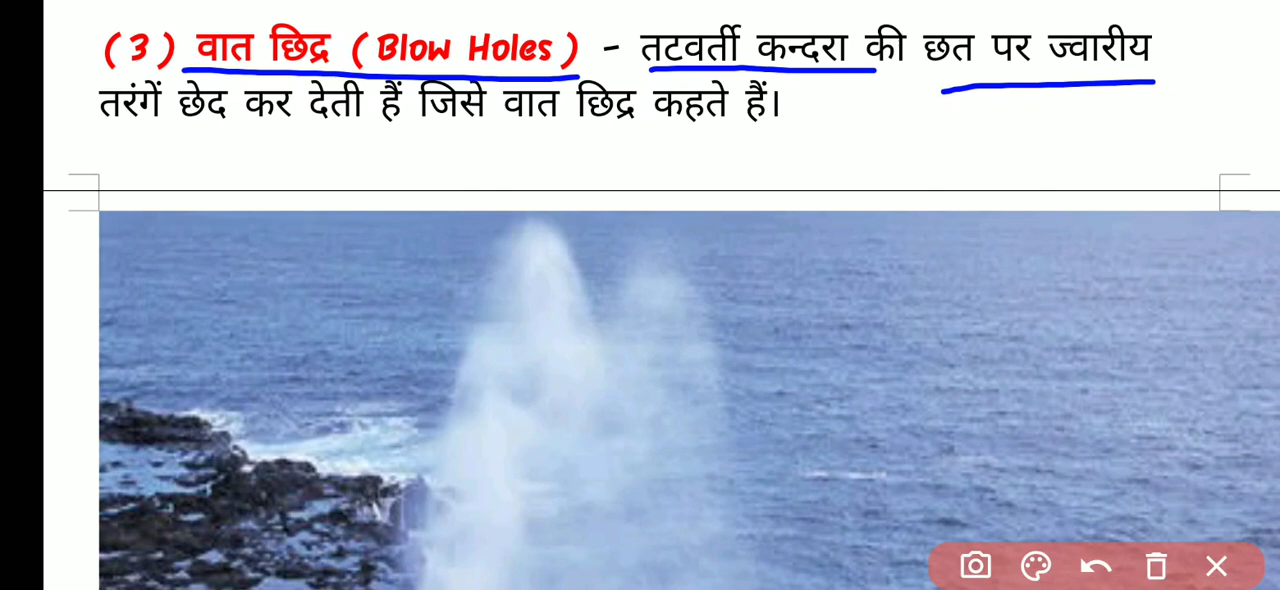 (3) वात छिद्र (Blow Holes) - तटवर्ती कन्दरा की छत पर ज्वारीय
तरंगें छेद कर देती हैं जिसे वात छिद्र कहते हैं।